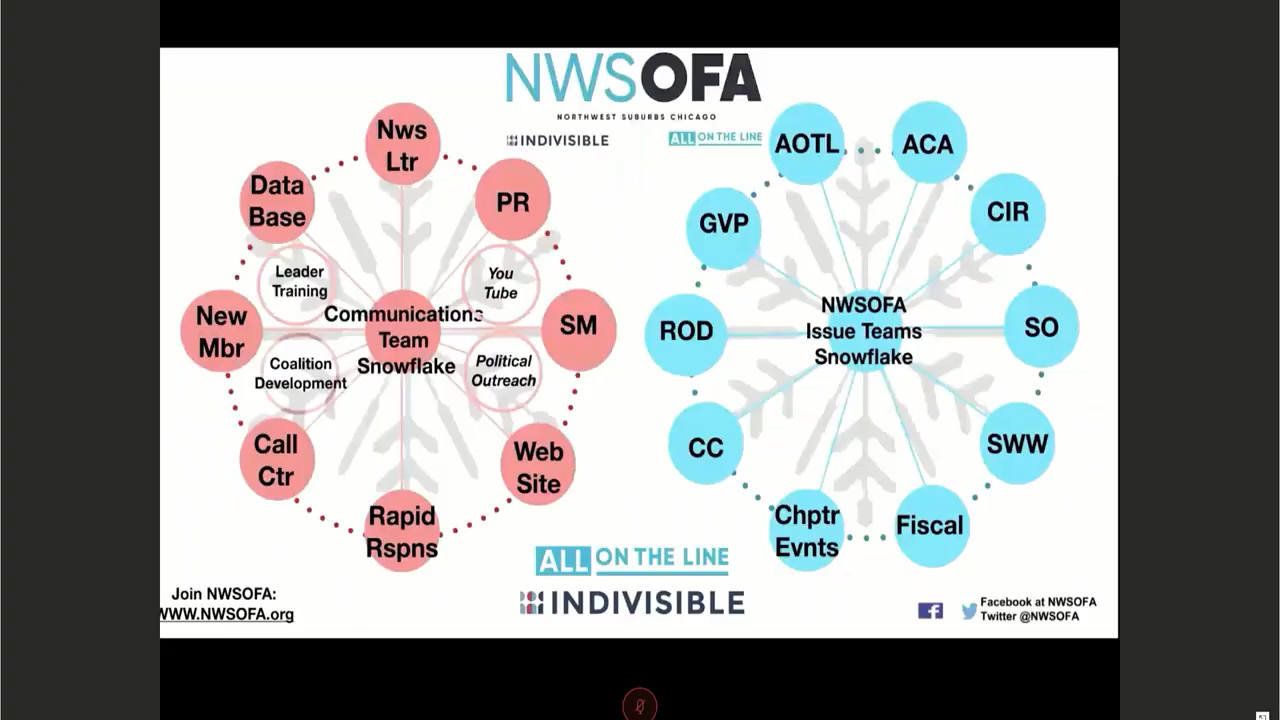 NWSOFA
NORTHWEST SUBURBS CHICAGO
INDIVISIBLE
ALL ON THE LINE
Nws
Ltr
PR
SM
Web
Site
Rapid
Rspns
Call
Ctr
New
Mbr
Data
Base
Leader
Training
You
Tube
Coalition
Development
Political
Outreach
Communications
Team
Snowflake
AOTL
ACA
CIR
SO
SWW
Fiscal
Chptr
Evnts
CC
ROD
GVP
NWSOFA
Issue Teams
Snowflake
ALL ON THE LINE
INDIVISIBLE
Join NWSOFA:
WWW.NWSOFA.org
Facebook at NWSOFA
Twitter @NWSOFA